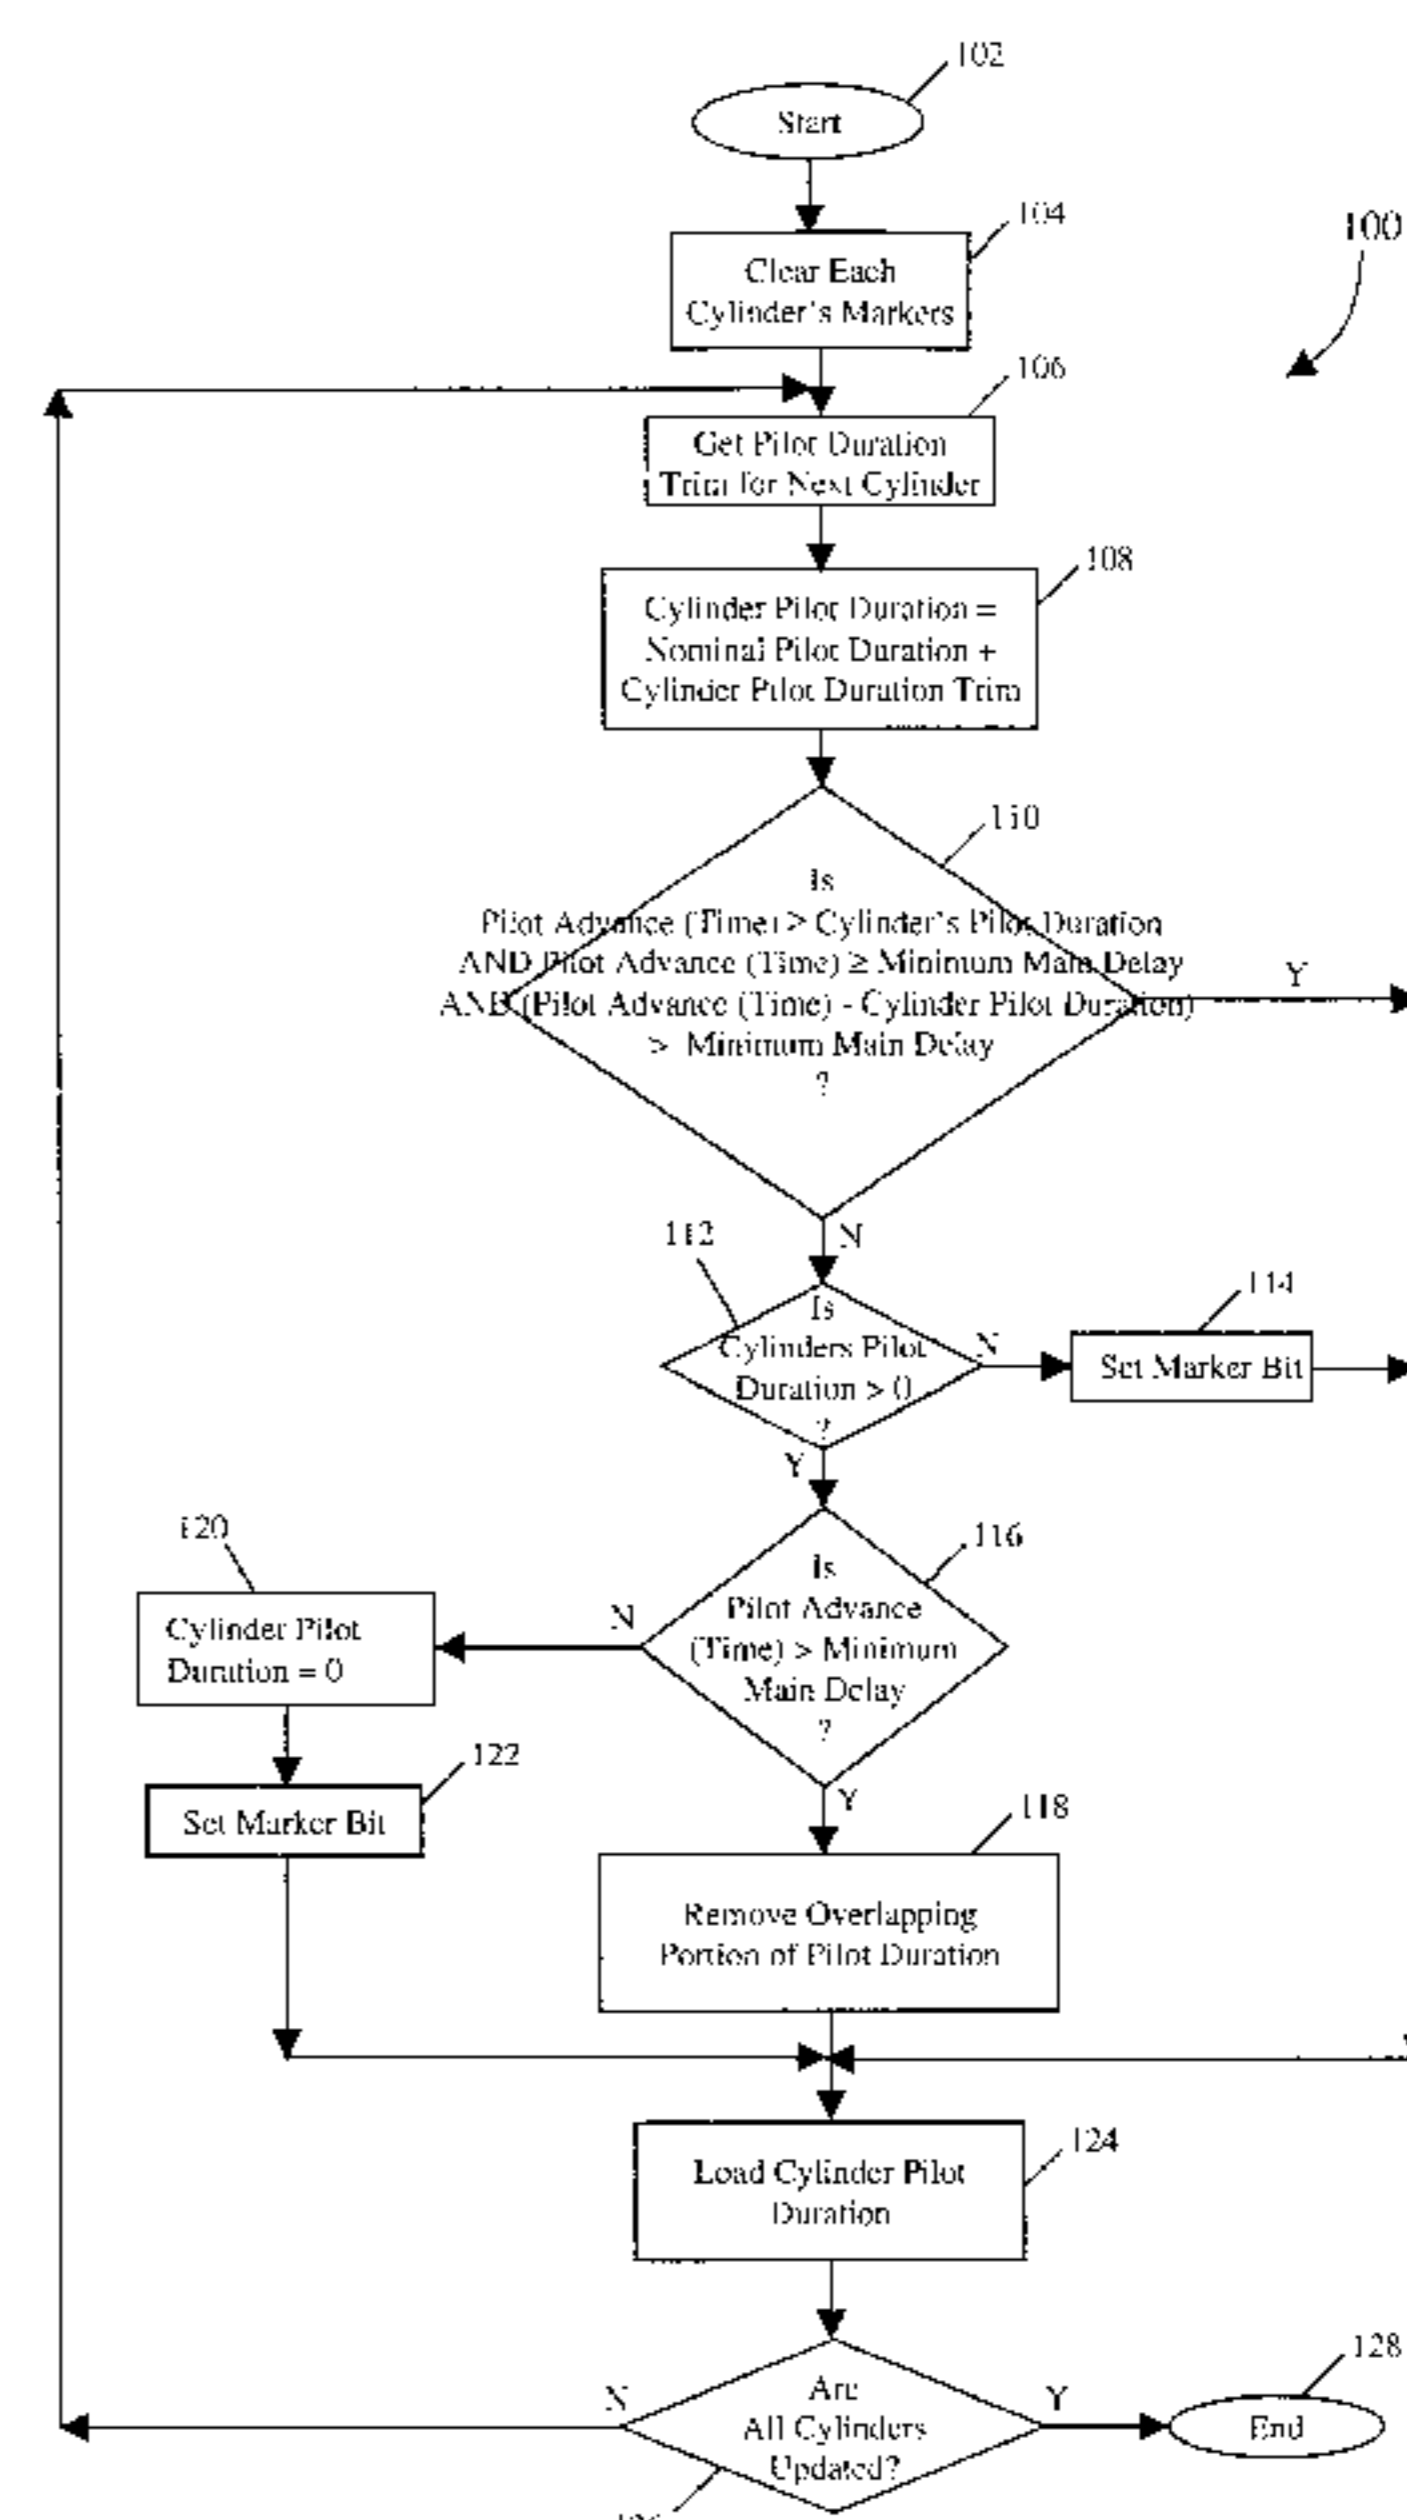 102
Start
104
100
Clear Each
Cylinder's Markers
106
Get Pilot Duration
Trim for Next Cylinder
108
Cylinder Pilot Duration =
Nominal Pilot Duration +
Cylinder Pilot Duration Trim
110
Is
Pilot Advance (Time) ≥ Cylinder's Pilot Duration
AND Pilot Advance (Time) ≥ Minimum Main Delay
AND (Pilot Advance (Time) - Cylinder Pilot Duration)
> Minimum Main Delay
?
Y
N
112
Is
Cylinders Pilot
Duration > 0
?
N
114
Set Marker Bit
Y
116
Is
Pilot Advance
(Time) > Minimum
Main Delay
?
N
120
Cylinder Pilot
Duration = 0
122
Set Marker Bit
Y
118
Remove Overlapping
Portion of Pilot Duration
124
Load Cylinder Pilot
Duration
Are
All Cylinders
Updated?
N
Y
128
End